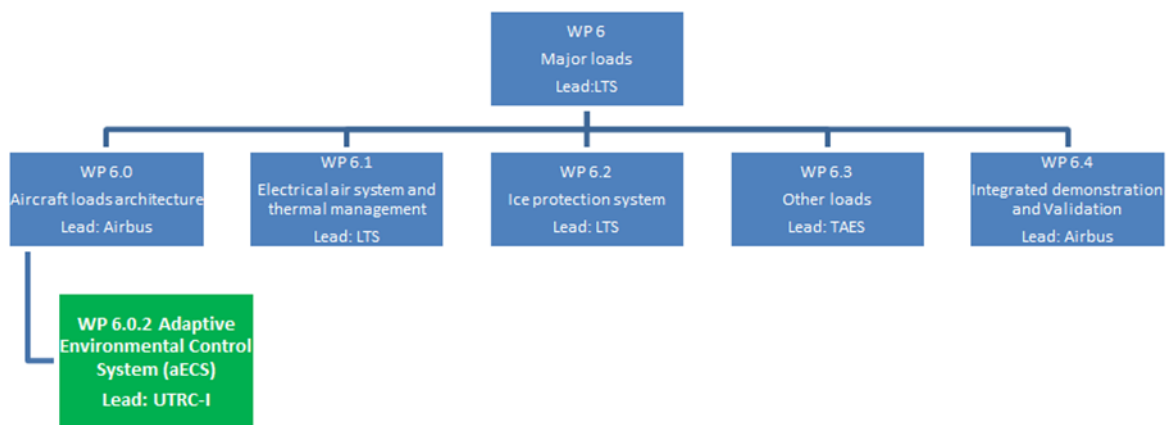 WP 6
Major loads
Lead:LTS
WP 6.0
Aircraft loads architecture
Lead: Airbus
WP 6.1
Electrical air system and
thermal management
Lead: LTS
WP 6.2
Ice protection system
Lead: LTS
WP 6.3
Other loads
Lead: TAES
WP 6.4
Integrated demonstration
and Validation
Lead: Airbus
WP 6.0.2 Adaptive
Environmental Control
System (aECS)
Lead: UTRC-I